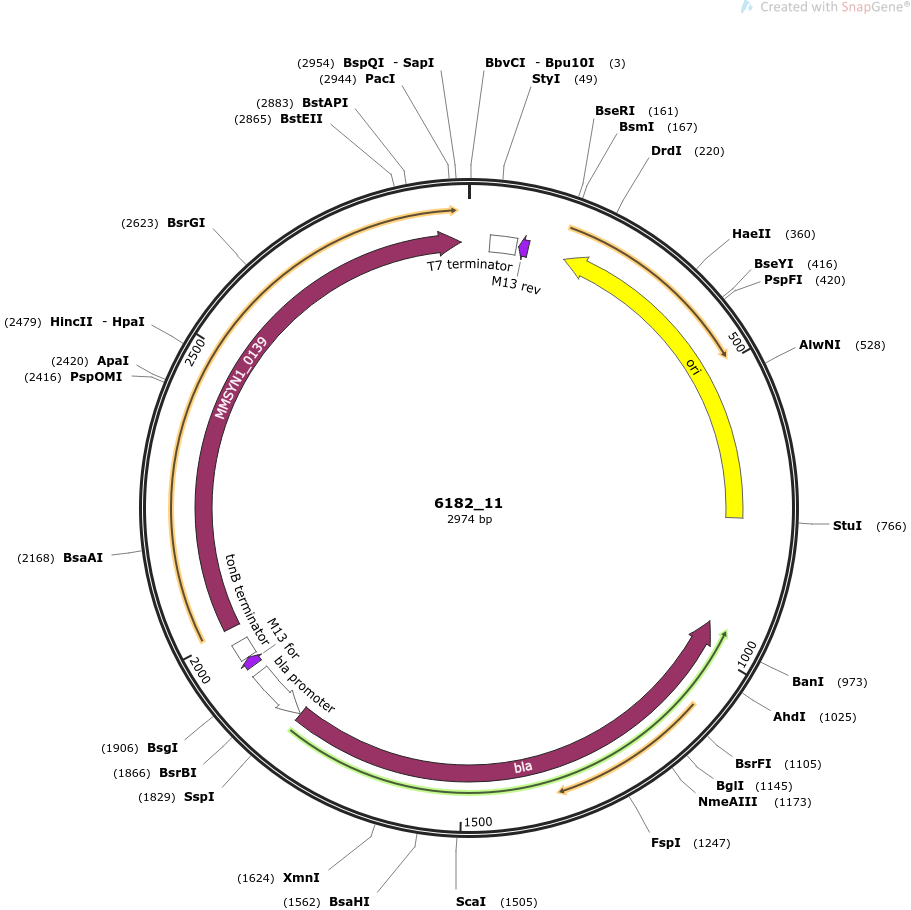 Created with SnapGene®
(2954) BspQI - SapI
BbvCI - Bpu10I (3)
(2944) PacI
StyI (49)
(2883) BstAPI
BseRI (161)
(2865) BstEII
BsmI (167)
DrdI (220)
(2623) BsrGI
HaeII (360)
T7 terminator
BseYI (416)
M13 rev
PspFI (420)
(2479) HincII - HpaI
500
AlwNI (528)
2500
(2420) ApaI
ori
(2416) PspOMI
MMSYN1_0139
6182_11
2974 bp
StuI (766)
(2168) BsaAI
tonB terminator
M13 for
1000
2000
bla promoter
BanI (973)
AhdI (1025)
(1906) BsgI
BsrFI (1105)
(1866) BsrBI
bla
BglI (1145)
(1829) SspI
NmeAIII (1173)
1500
FspI (1247)
(1624) XmnI
(1562) BsaHI
ScaI (1505)